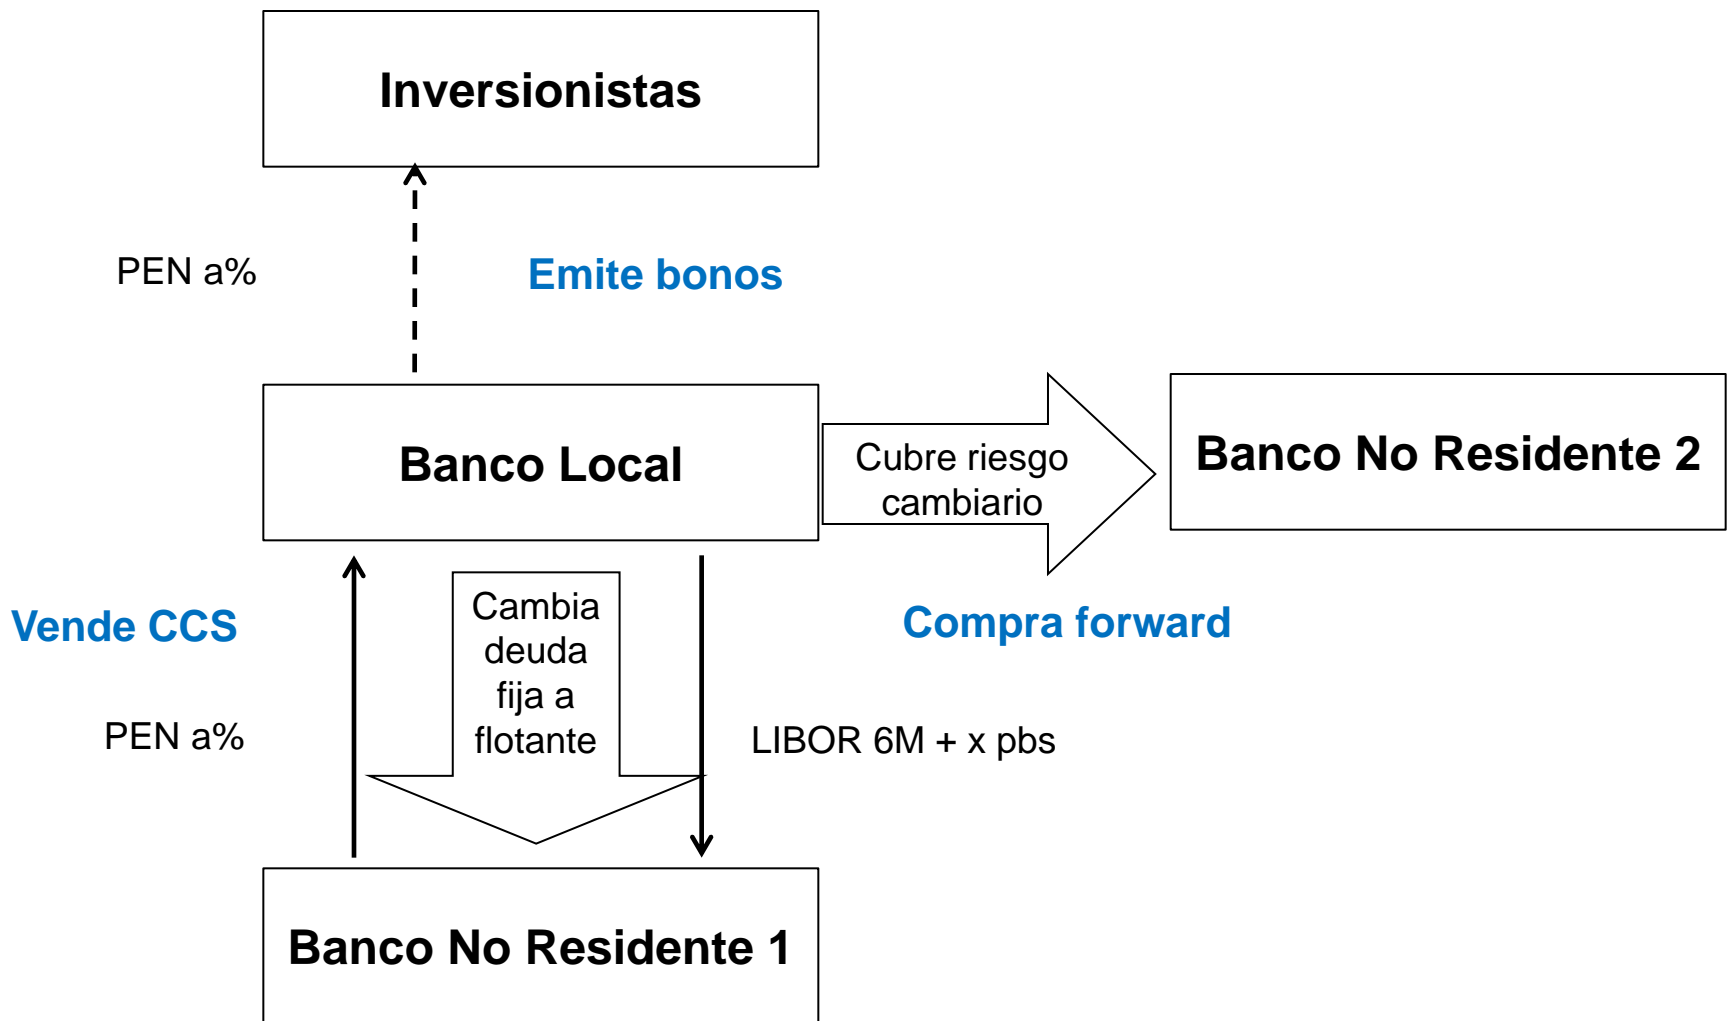 Inversionistas
PEN a%
Emite bonos
Banco Local
Cubre riesgo
cambiario
Banco No Residente 2
Vende CCS
Cambia
deuda
fija a
flotante
Compra forward
PEN a%
LIBOR 6M + x pbs
Banco No Residente 1